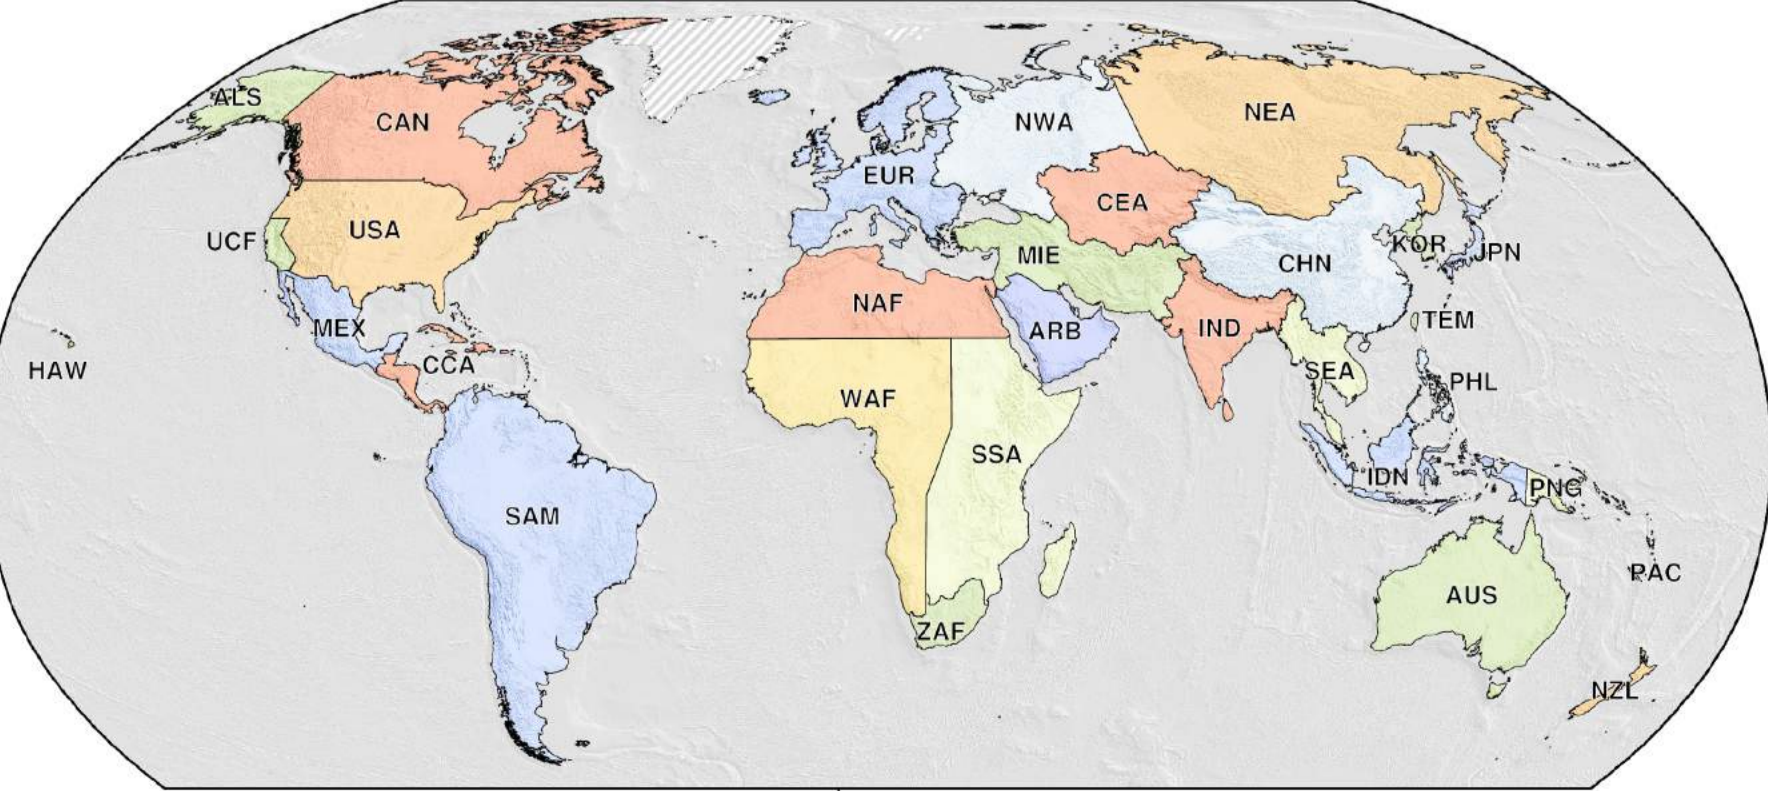 ALS
CAN
NWA
NEA
EUR
CEA
USA
UCF
MIE
CHN
KOR
JPN
NAF
MEX
ARB
IND
TEM
HAW
CCA
SEA
PHL
WAF
SSA
IDN
PNG
SAM
PAC
AUS
ZAF
NZL